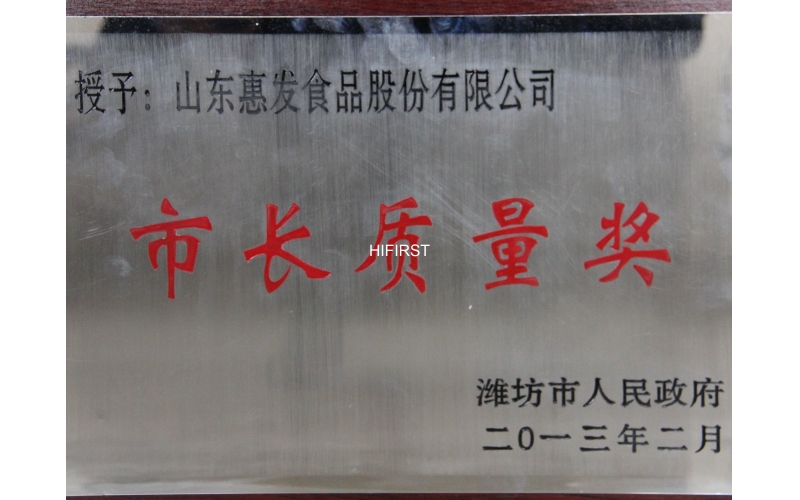 授予：山东惠发食品股份有限公司
市长质量奖
HIFIRST
潍坊市人民政府
二0一三年二月